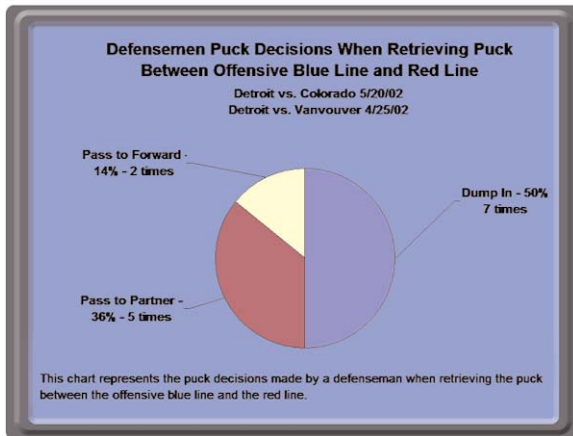 Defensemen Puck Decisions When Retrieving Puck
Between Offensive Blue Line and Red Line
Detroit vs. Colorado 5/20/02
Detroit vs. Vanvouver 4/25/02
Pass to Forward -
14% - 2 times
Dump In - 50%
7 times
Pass to Partner -
36% - 5 times
This chart represents the puck decisions made by a defenseman when retrieving the puck
between the offensive blue line and the red line.